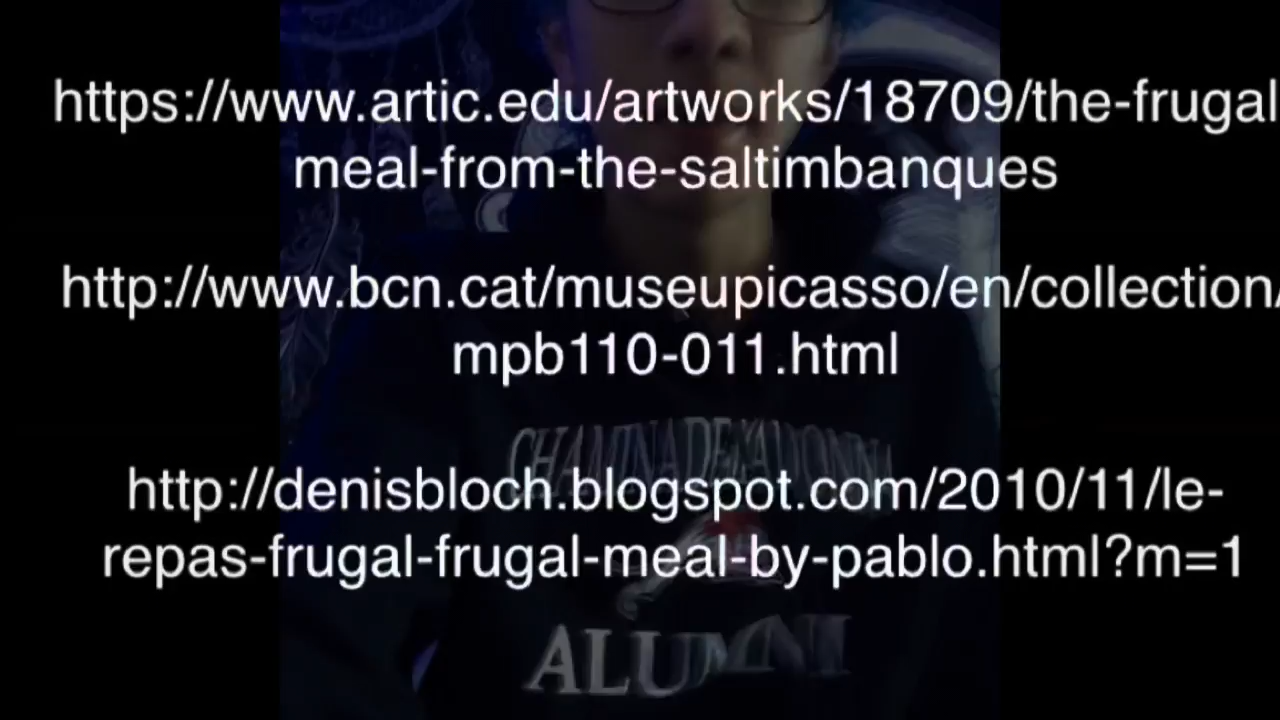 https://www.artic.edu/artworks/18709/the-frugal
meal-from-the-saltimbanques
http://www.bcn.cat/museupicasso/en/collection/
mpb110-011.html
http://denisbloch.blogspot.com/2010/11/le-
repas-frugal-frugal-meal-by-pablo.html?m=1
CHAMINADE MADONNA
ALUMNI